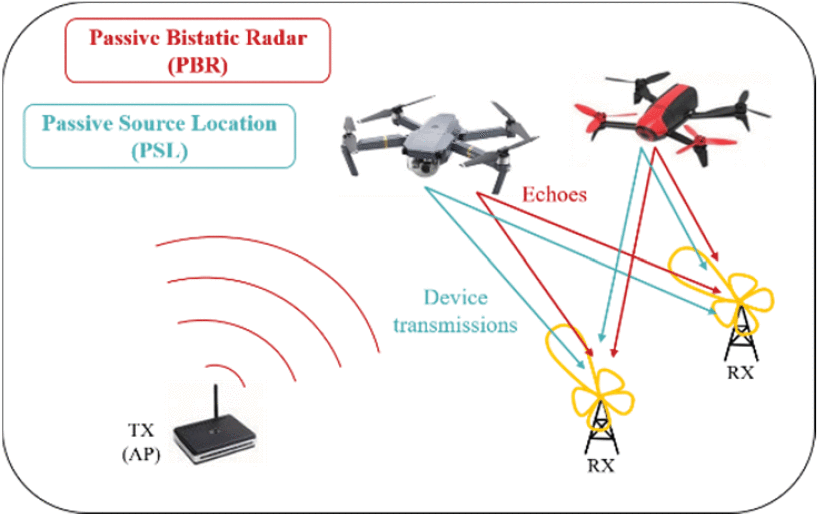 Passive Bistatic Radar
(PBR)
Passive Source Location
(PSL)
Echoes
Device
transmissions
RX
TX
(AP)
RX